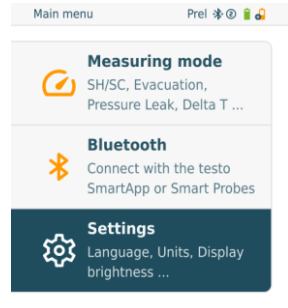 Main menu Prel
Measuring mode
SH/SC, Evacuation,
Pressure Leak, Delta T ...
Bluetooth
Connect with the testo
SmartApp or Smart Probes
Settings
Language, Units, Display
brightness ...